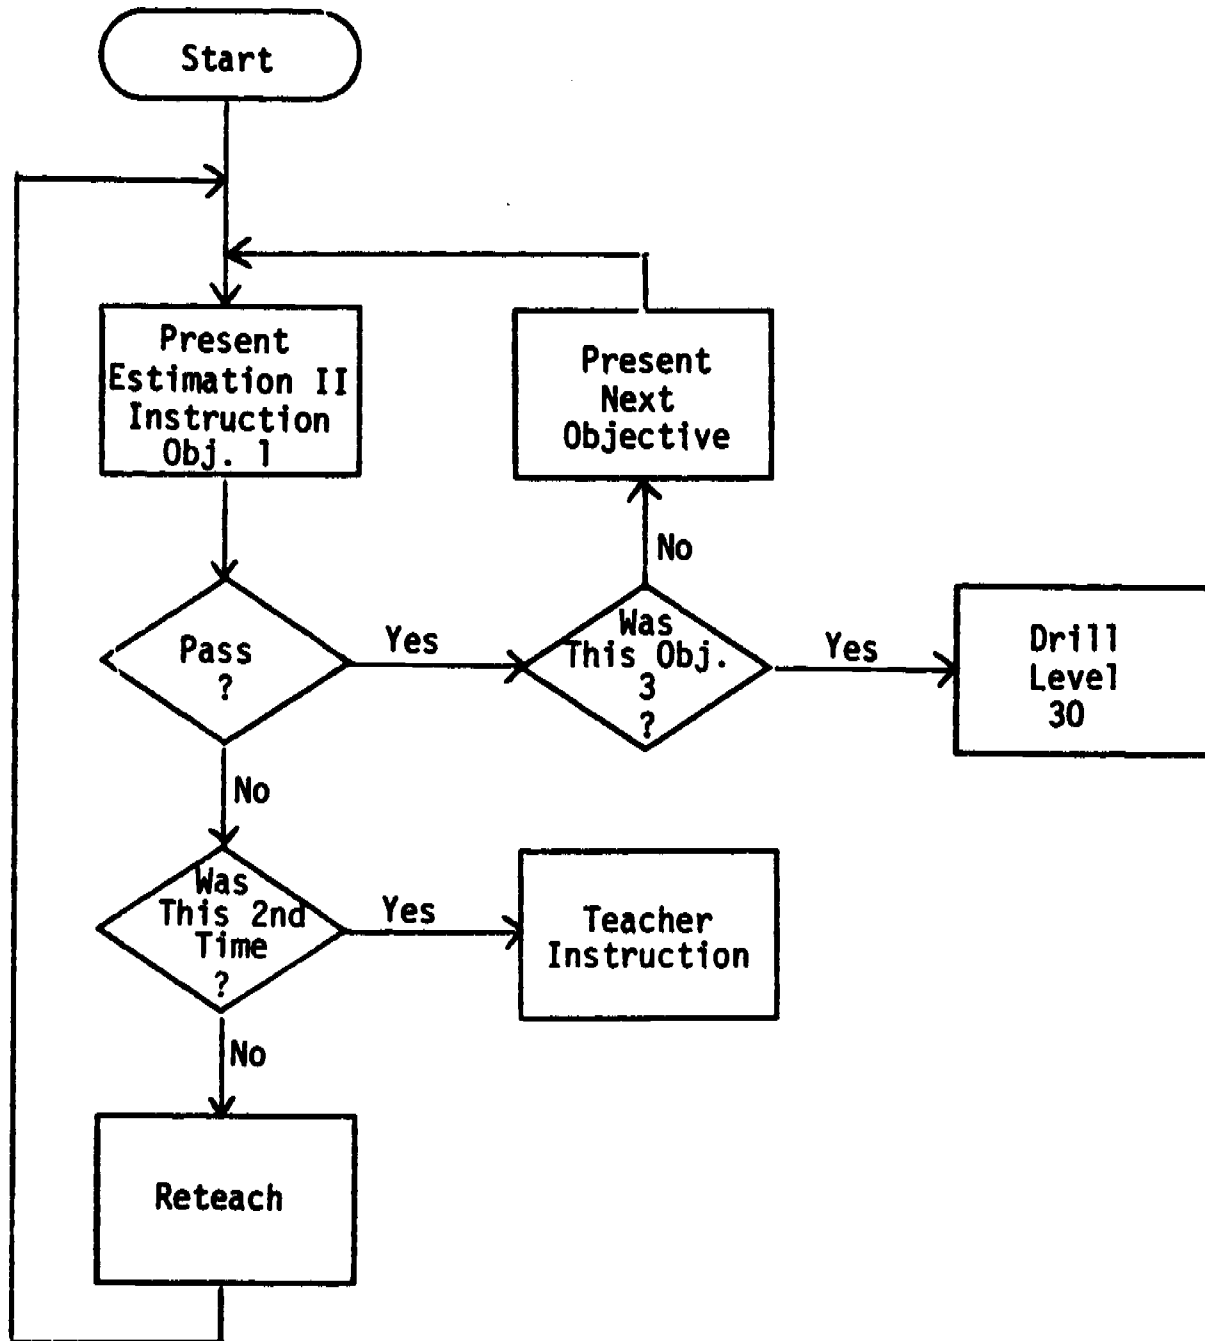 Start
Present
Estimation II
Instruction
Obj. 1
Present
Next
Objective
No
Pass
?
Yes
Was
This Obj.
3
?
Yes
Drill
Level
30
No
Was
This 2nd
Time
?
Yes
Teacher
Instruction
No
Reteach